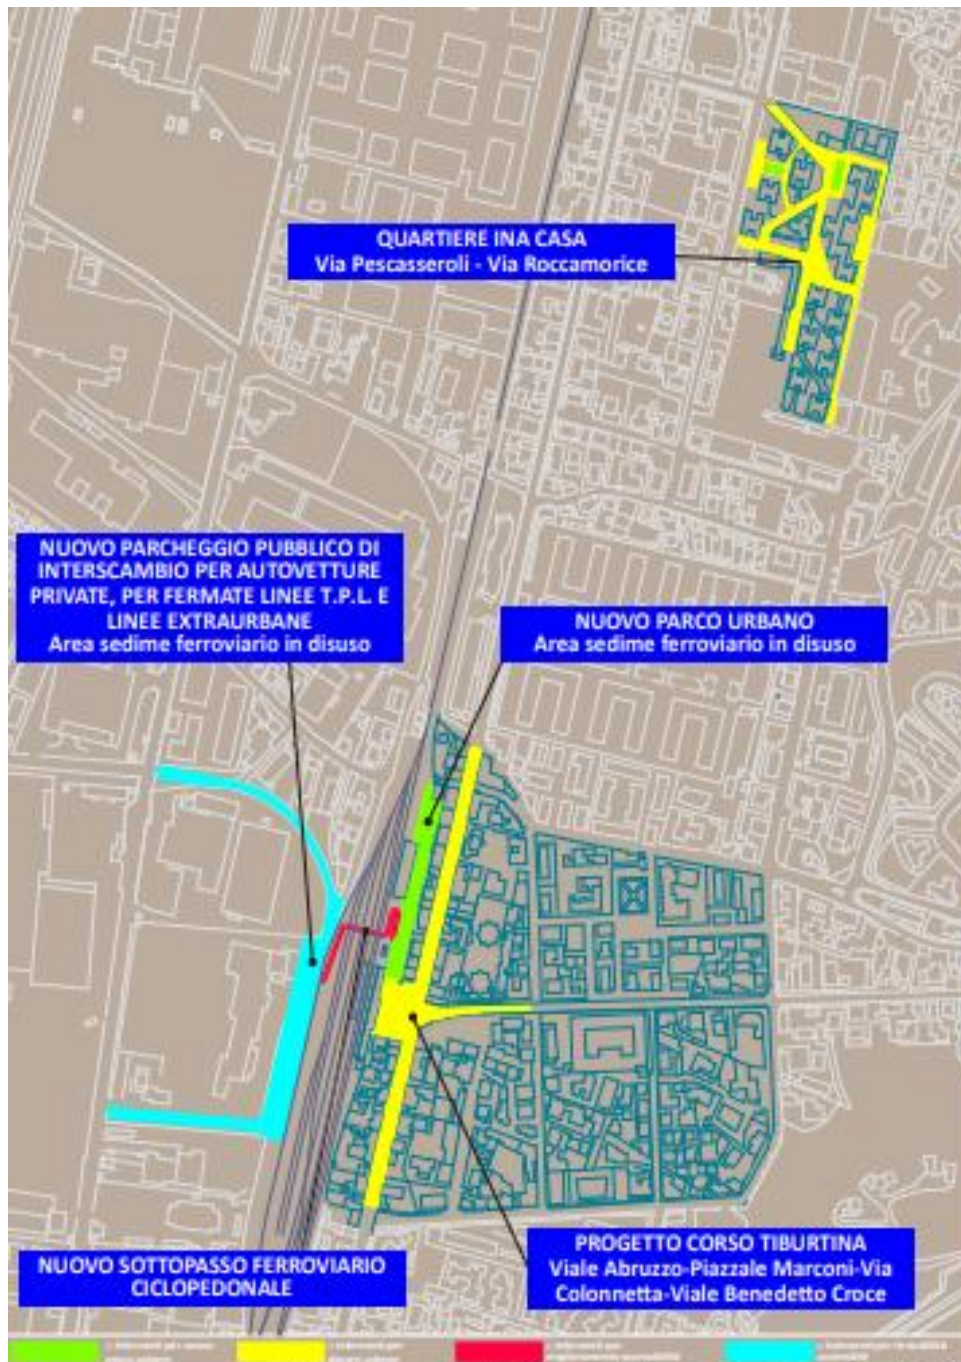 QUARTIERE INA CASA
Via Pescasseroli - Via Roccamorice
NUOVO PARCHEGGIO PUBBLICO DI
INTERSCAMBIO PER AUTOVETTURE
PRIVATE, PER FERMATE LINEE T.P.L. E
LINEE EXTRAURBANE
Area sedime ferroviario in disuso
NUOVO PARCO URBANO
Area sedime ferroviario in disuso
NUOVO SOTTOPASSO FERROVIARIO
CICLOPEDONALE
PROGETTO CORSO TIBURTINA
Viale Abruzzo-Piazzale Marconi-Via
Colonnetta-Viale Benedetto Croce